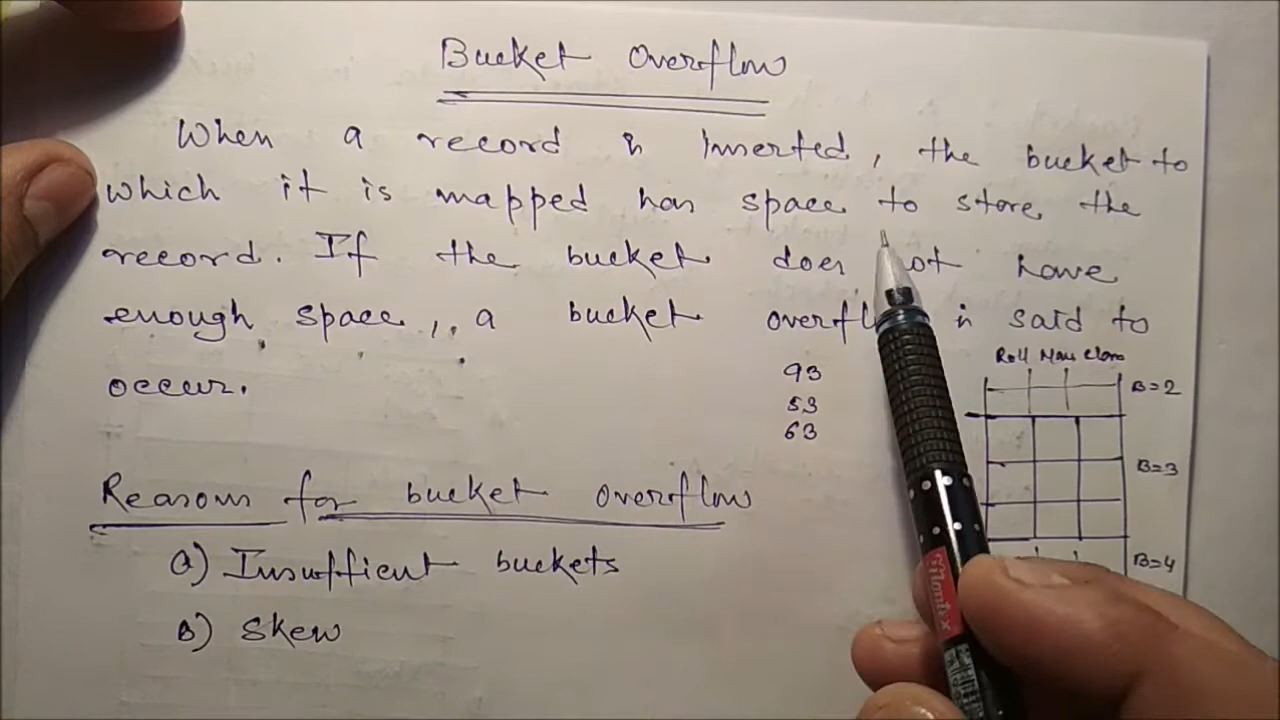 Bucket Overflow
When a record is inserted, the bucket to
which it is mapped has space to store the
record. If the bucket does not have
enough space, a bucket overfl is said to
occur.
93
53
63
Roll Mau Class
B=2
B=3
B=4
Reasons for bucket overflow
a) Insufficient buckets
B) Skew
Montex